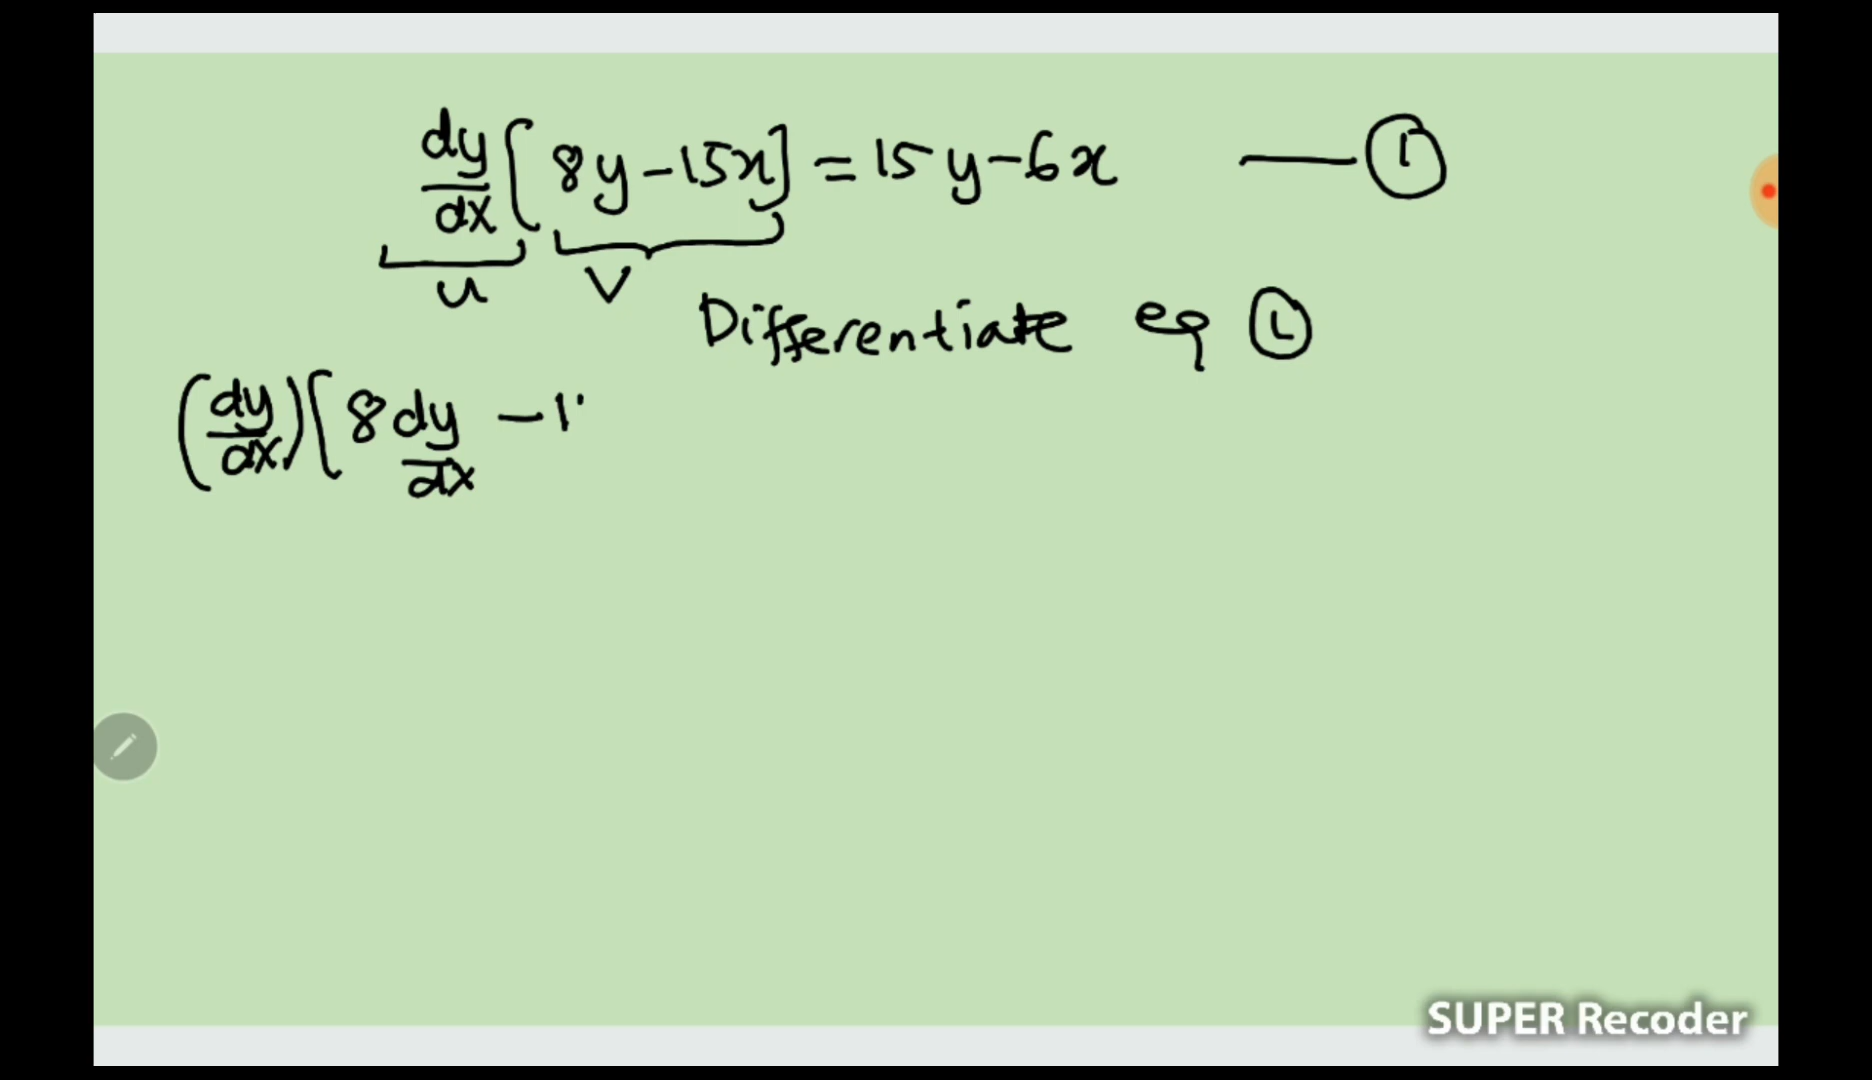 dy/dx [8y - 15x] = 15y - 6x — ①
u v
Differentiate eq ①
(dy/dx) [8 dy/dx - 1'
SUPER Recoder